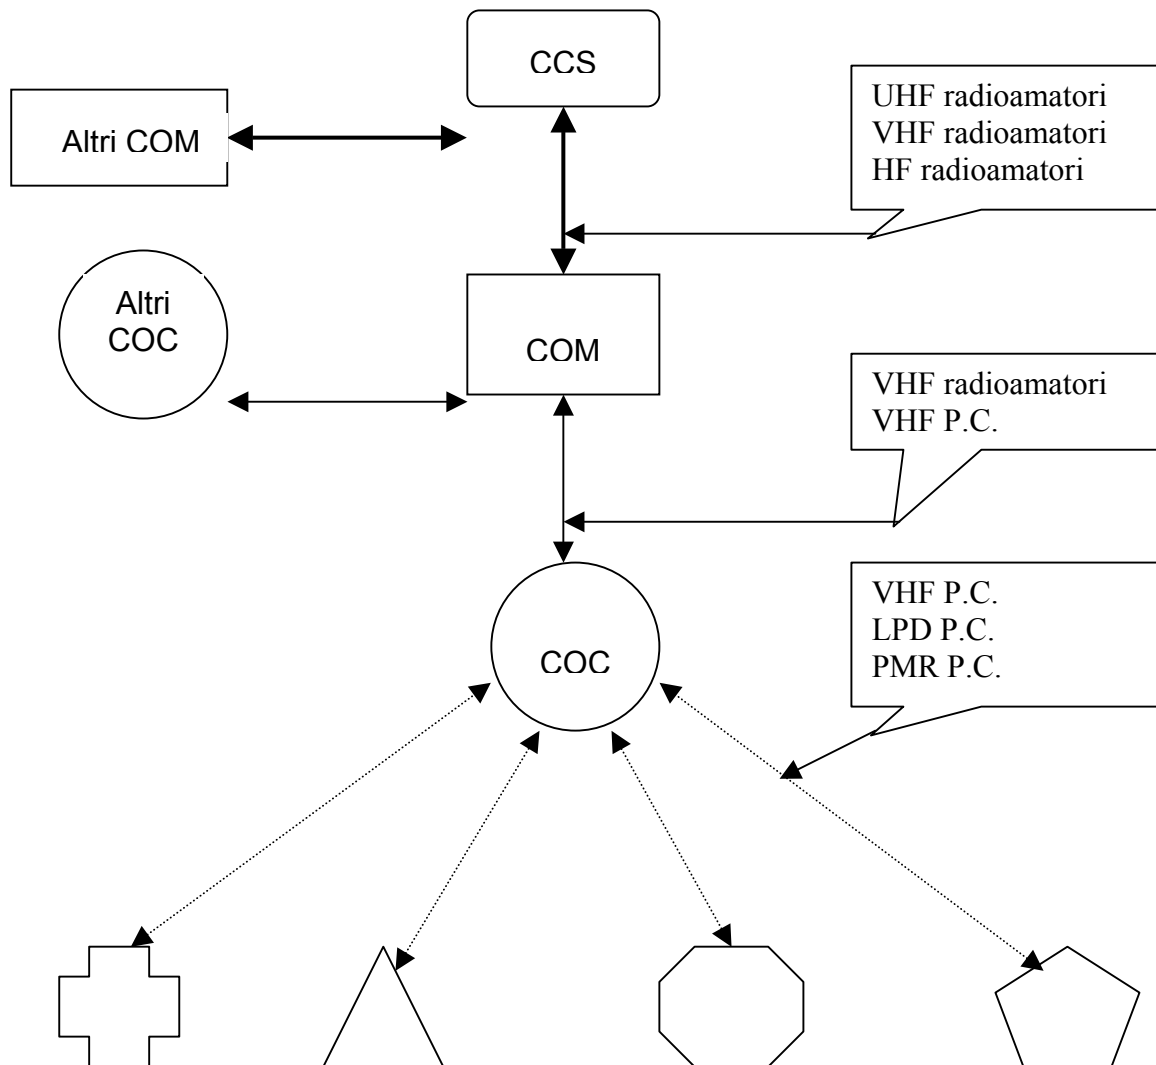 CCS
UHF radioamatori
VHF radioamatori
HF radioamatori
Altri COM
Altri
COC
COM
VHF radioamatori
VHF P.C.
VHF P.C.
LPD P.C.
PMR P.C.
COC